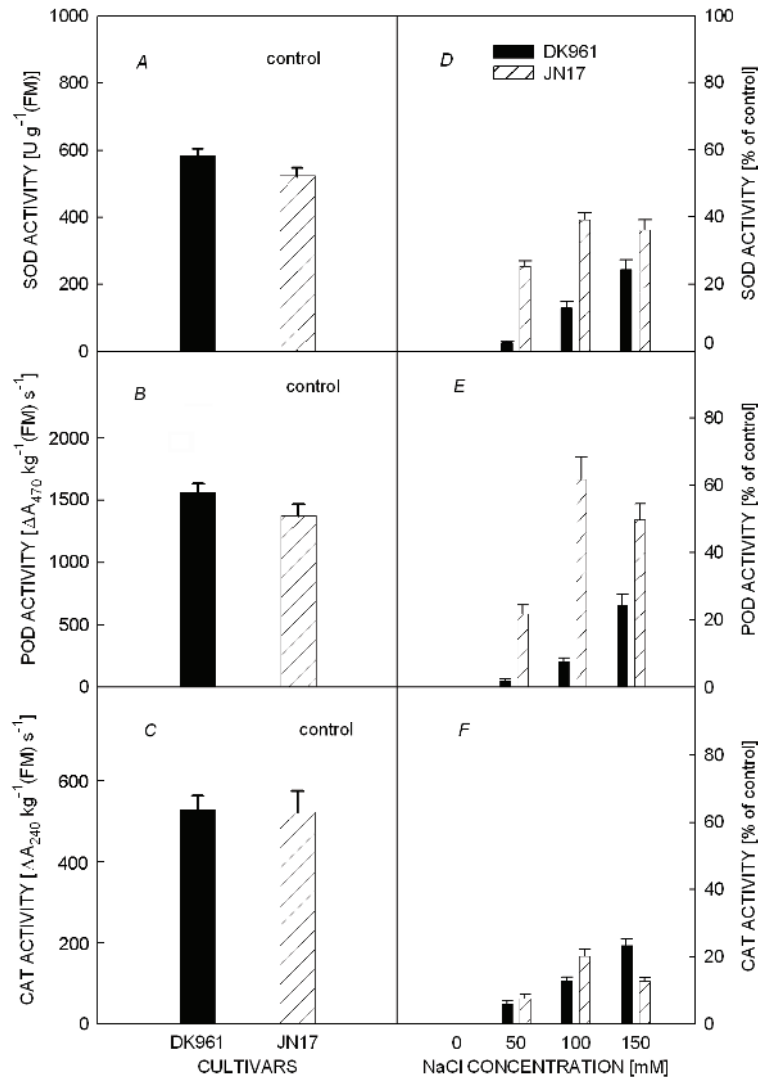 1000
800
600
400
200
0
SOD ACTIVITY [U g⁻¹(FM)]
A
control
D
DK961
JN17
100
80
60
40
20
0
SOD ACTIVITY [% of control]
2000
1500
1000
500
0
POD ACTIVITY [ΔA₄₇₀ kg⁻¹(FM) s⁻¹]
B
control
E
80
60
40
20
0
POD ACTIVITY [% of control]
600
400
200
0
CAT ACTIVITY [ΔA₂₄₀ kg⁻¹(FM) s⁻¹]
C
control
F
80
60
40
20
0
CAT ACTIVITY [% of control]
DK961 JN17
CULTIVARS
0 50 100 150
NaCl CONCENTRATION [mM]